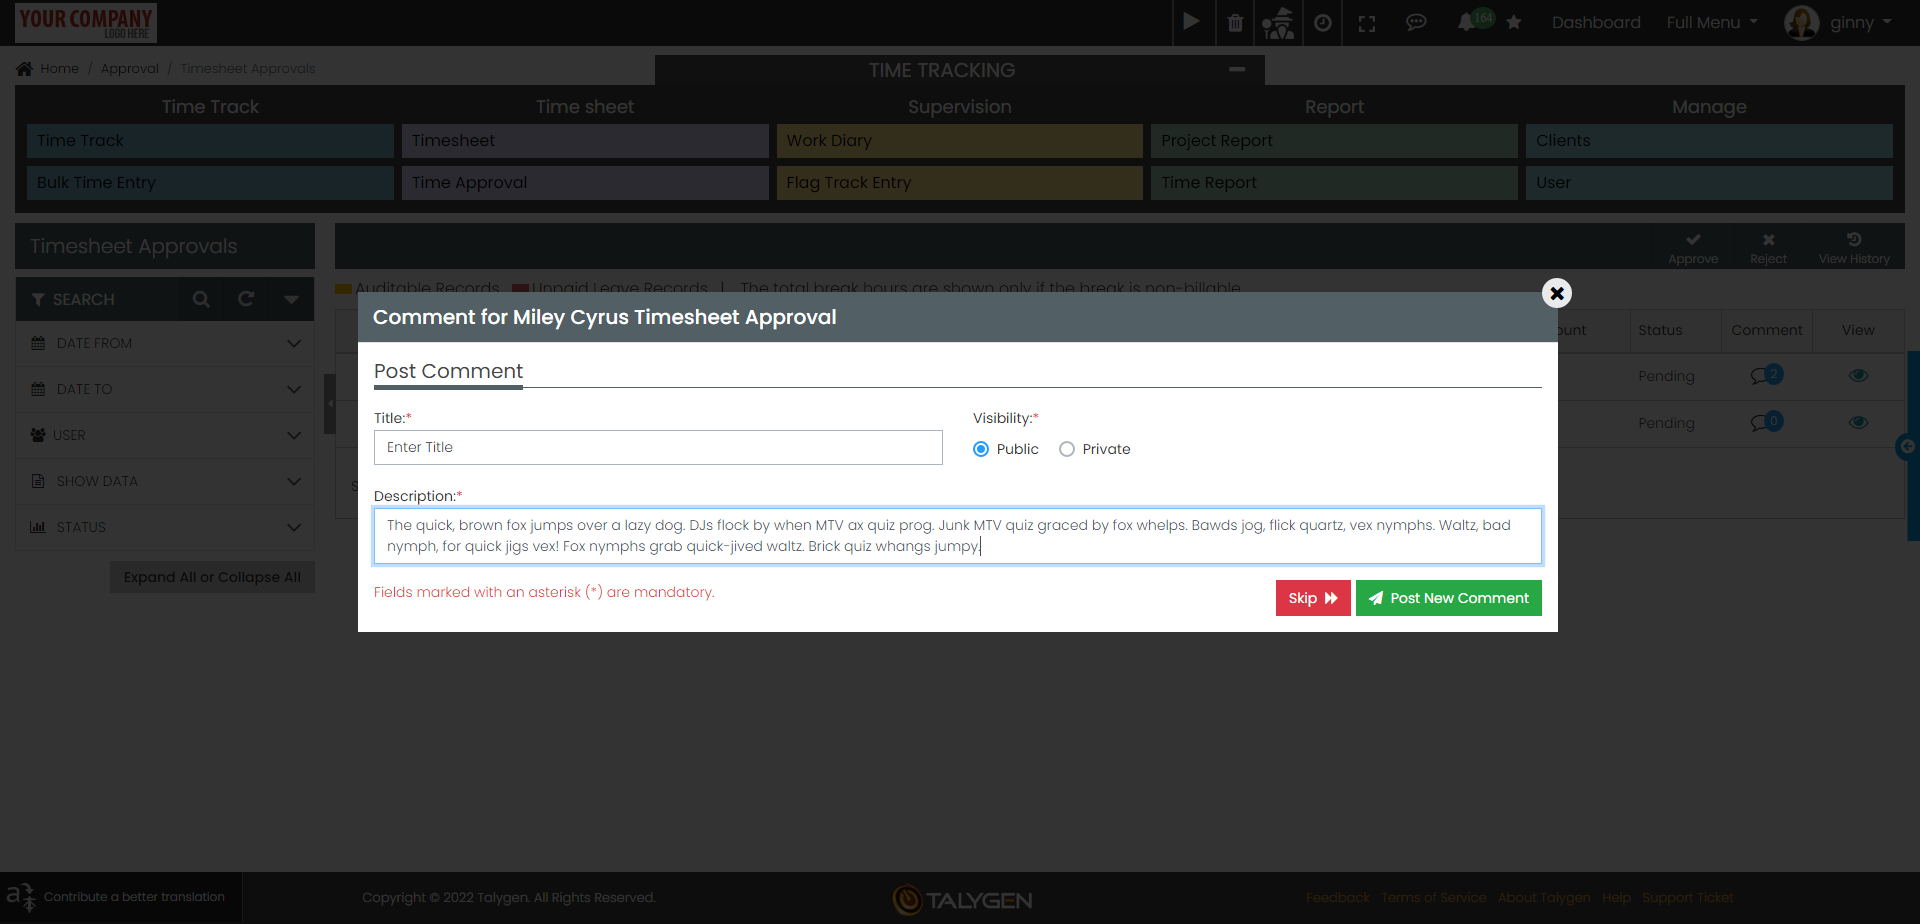 YOUR COMPANY
LOGO HERE
164
Dashboard
Full Menu
ginny
Home / Approval / Timesheet Approvals
TIME TRACKING
Time Track
Time sheet
Supervision
Report
Manage
Time Track
Timesheet
Work Diary
Project Report
Clients
Bulk Time Entry
Time Approval
Flag Track Entry
Time Report
User
Timesheet Approvals
Approve
Reject
View History
SEARCH
Auditable Records Unpaid Leave Records | The total break hours are shown only if the break is non-billable
DATE FROM
DATE TO
USER
SHOW DATA
STATUS
Expand All or Collapse All
Status
Comment
View
Pending
2
Pending
0
Comment for Miley Cyrus Timesheet Approval
Post Comment
Title:*
Visibility:*
Enter Title
Public
Private
Description:*
The quick, brown fox jumps over a lazy dog. DJs flock by when MTV ax quiz prog. Junk MTV quiz graced by fox whelps. Bawds jog, flick quartz, vex nymphs. Waltz, bad
nymph, for quick jigs vex! Fox nymphs grab quick-jived waltz. Brick quiz whangs jumpy.
Fields marked with an asterisk (*) are mandatory.
Skip
Post New Comment
Contribute a better translation
Copyright © 2022 Talygen. All Rights Reserved.
TALYGEN
Feedback Terms of Service About Talygen Help Support Ticket